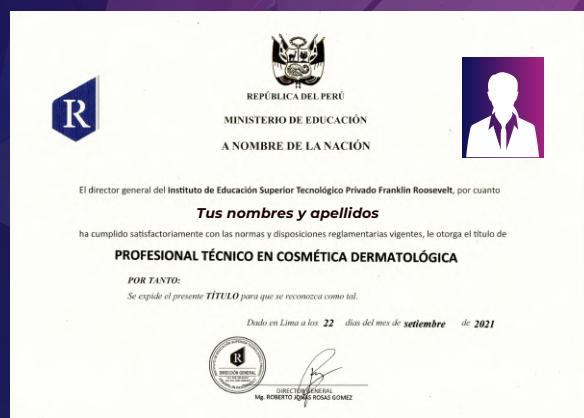 REPÚBLICA DEL PERÚ
MINISTERIO DE EDUCACIÓN
A NOMBRE DE LA NACIÓN
R
El director general del Instituto de Educación Superior Tecnológico Privado Franklin Roosevelt, por cuanto
Tus nombres y apellidos
ha cumplido satisfactoriamente con las normas y disposiciones reglamentarias vigentes, le otorga el título de
PROFESIONAL TÉCNICO EN COSMÉTICA DERMATOLÓGICA
POR TANTO:
Se expide el presente TÍTULO para que se reconozca como tal.
Dado en Lima a los 22 días del mes de setiembre de 2021
R
DIRECCIÓN GENERAL
DIRECTOR GENERAL
Mg. ROBERTO JONAS ROSAS GOMEZ